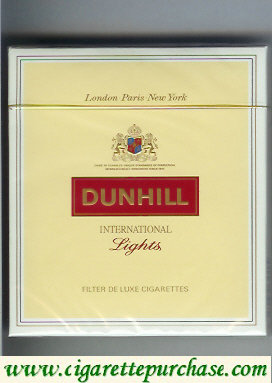 London Paris New York
DUNHILL
INTERNATIONAL
Lights
FILTER DE LUXE CIGARETTES
www.cigarettepurchase.com